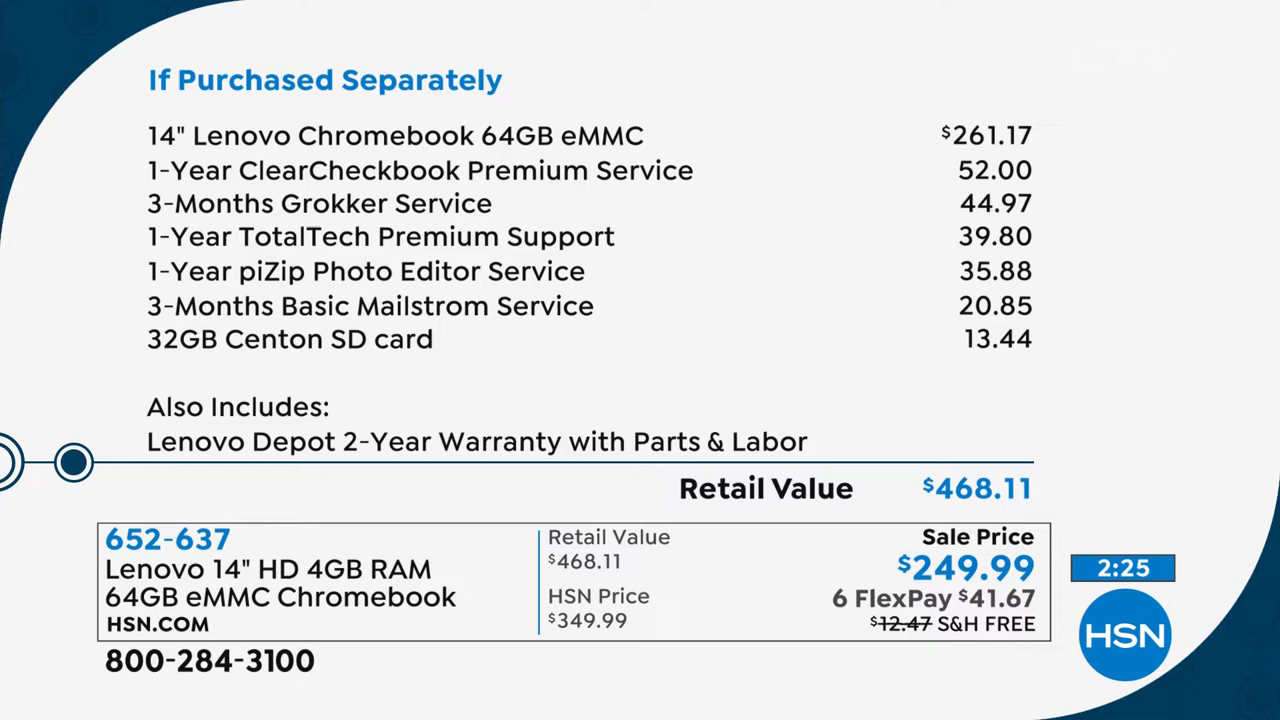 If Purchased Separately
14" Lenovo Chromebook 64GB eMMC $261.17
1-Year ClearCheckbook Premium Service 52.00
3-Months Grokker Service 44.97
1-Year TotalTech Premium Support 39.80
1-Year piZip Photo Editor Service 35.88
3-Months Basic Mailstrom Service 20.85
32GB Centon SD card 13.44
Also Includes:
Lenovo Depot 2-Year Warranty with Parts & Labor
Retail Value $468.11
652-637
Lenovo 14" HD 4GB RAM
64GB eMMC Chromebook
HSN.COM
Retail Value
$468.11
HSN Price
$349.99
Sale Price
$249.99
6 FlexPay $41.67
$12.47 S&H FREE
2:25
HSN
800-284-3100